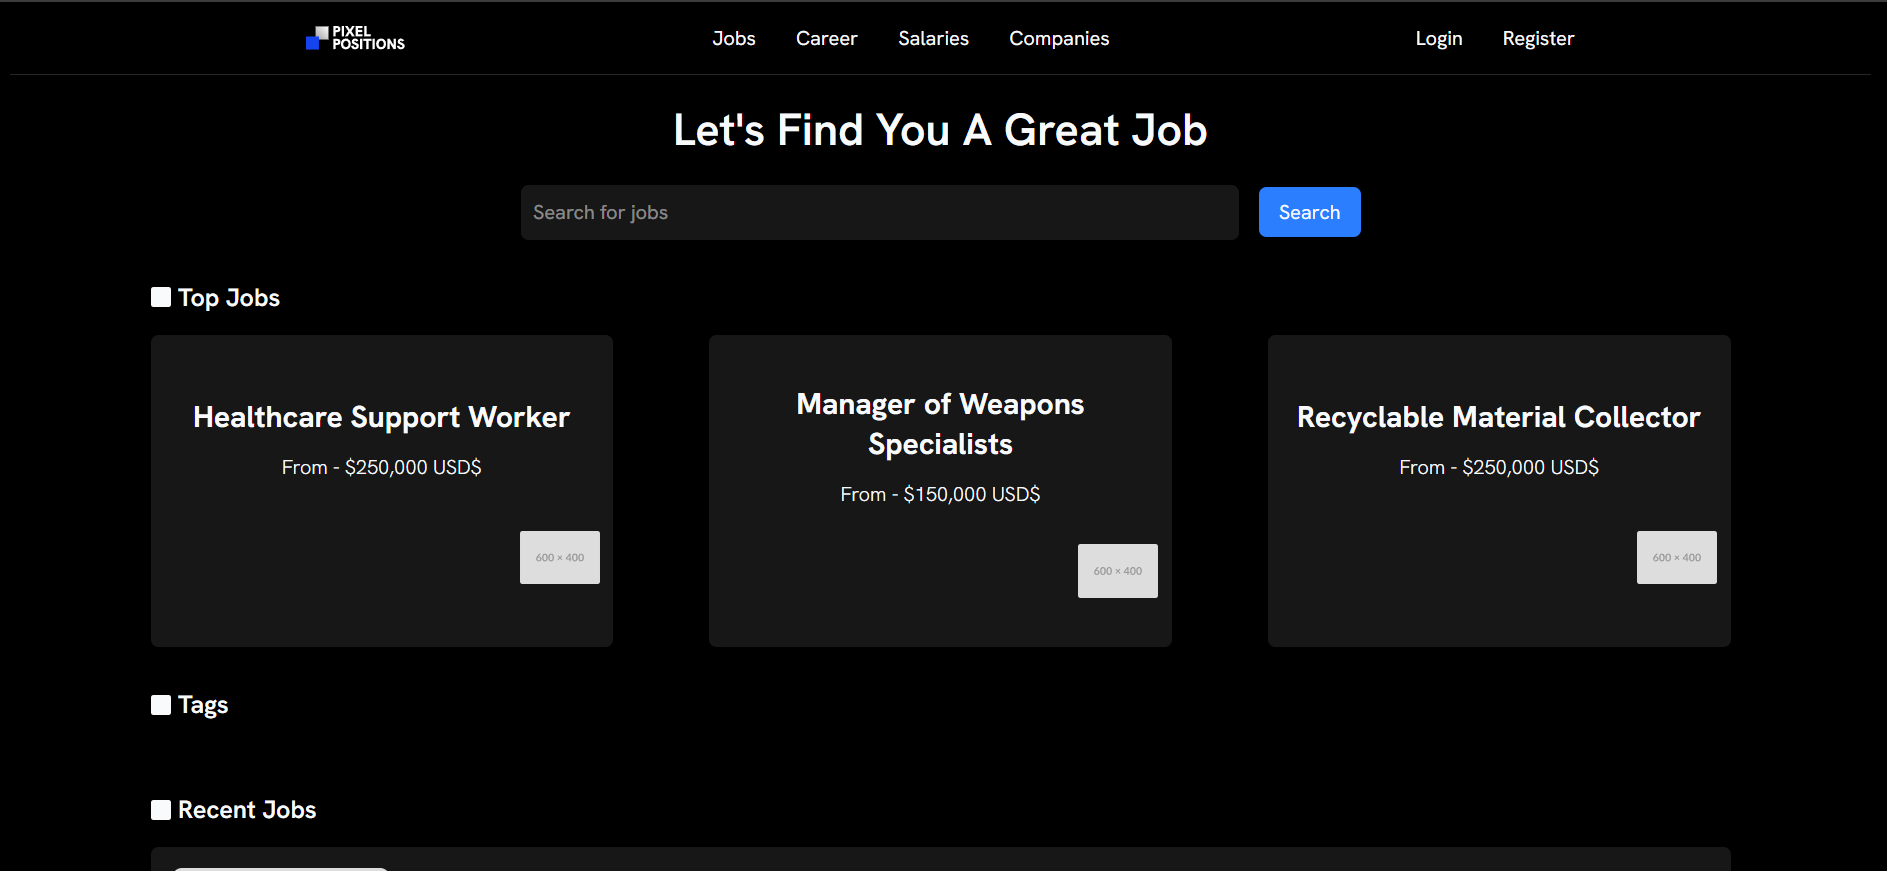 PIXEL
POSITIONS
Jobs Career Salaries Companies
Login Register
Let's Find You A Great Job
Search for jobs
Search
Top Jobs
Healthcare Support Worker
From - $250,000 USD$
600 × 400
Manager of Weapons
Specialists
From - $150,000 USD$
600 × 400
Recyclable Material Collector
From - $250,000 USD$
600 × 400
Tags
Recent Jobs